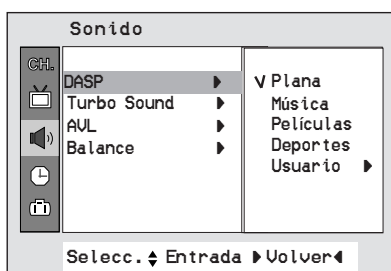 Sonido
CH.
DASP
Turbo Sound
AVL
Balance
V Plana
Música
Películas
Deportes
Usuario
Selecc. Entrada Volver